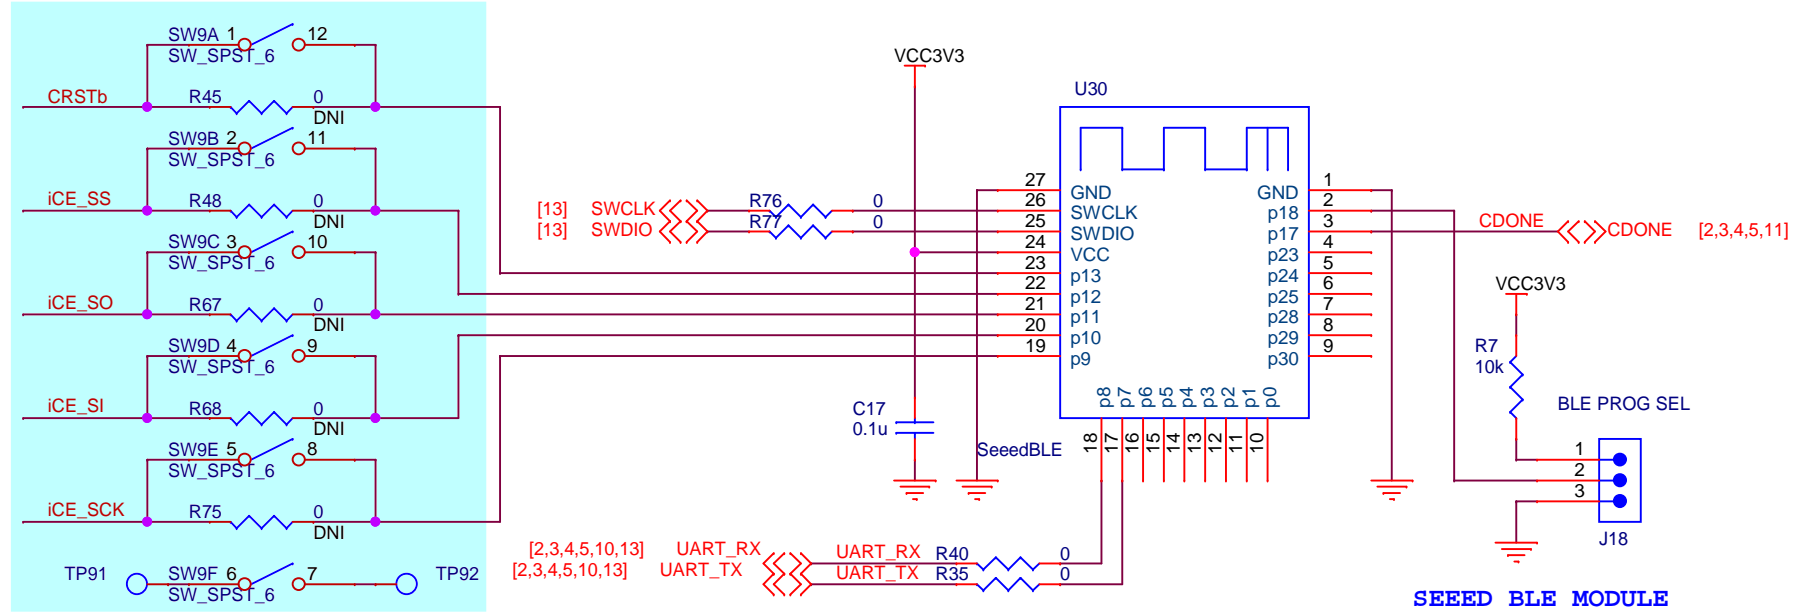 SW9A 1 12
SW_SPST_6
CRSTb
R45 0
DNI
SW9B 2 11
SW_SPST_6
iCE_SS
R48 0
DNI
SW9C 3 10
SW_SPST_6
iCE_SO
R67 0
DNI
SW9D 4 9
SW_SPST_6
iCE_SI
R68 0
DNI
SW9E 5 8
SW_SPST_6
iCE_SCK
R75 0
DNI
TP91 SW9F 6 7 TP92
SW_SPST_6
VCC3V3
[13] SWCLK R76 0
[13] SWDIO R77 0
C17
0.1u
U30
27 GND
26 SWCLK
25 SWDIO
24 VCC
23 p13
22 p12
21 p11
20 p10
19 p9
GND 1
p18 2
p17 3
p23 4
p24 5
p25 6
p28 7
p29 8
p30 9
p8 p7 p6 p5 p4 p3 p2 p1 p0
18 17 16 15 14 13 12 11 10
SeeedBLE
[2,3,4,5,10,13] UART_RX UART_RX R40 0
[2,3,4,5,10,13] UART_TX UART_TX R35 0
CDONE CDONE [2,3,4,5,11]
VCC3V3
R7
10k
BLE PROG SEL
1
2
3
J18
SEEED BLE MODULE